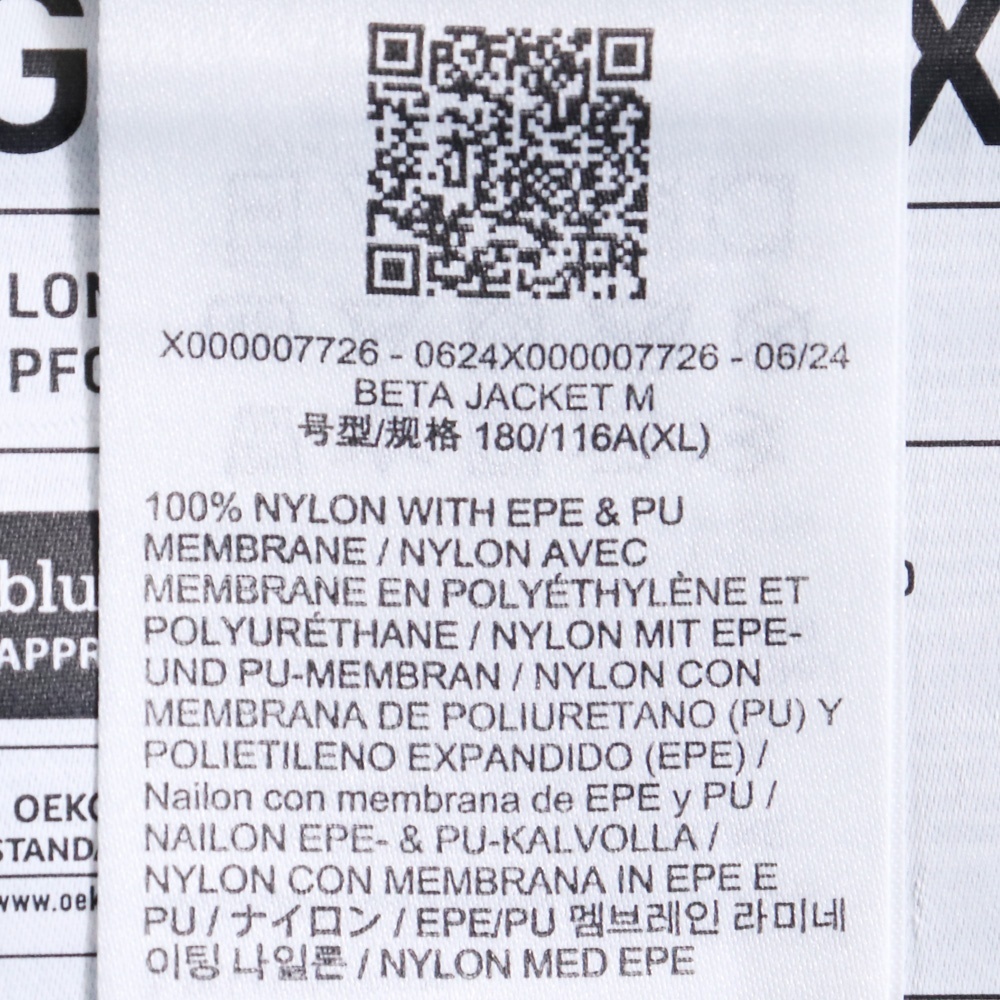 G
X
LON
PFC
X000007726 - 0624X000007726 - 06/24
BETA JACKET M
号型/规格 180/116A(XL)
100% NYLON WITH EPE & PU
MEMBRANE / NYLON AVEC
MEMBRANE EN POLYÉTHYLÈNE ET
POLYURÉTHANE / NYLON MIT EPE-
UND PU-MEMBRAN / NYLON CON
MEMBRANA DE POLIURETANO (PU) Y
POLIETILENO EXPANDIDO (EPE) /
Nailon con membrana de EPE y PU /
NAILON EPE- & PU-KALVOLLA /
NYLON CON MEMBRANA IN EPE E
PU / ナイロン / EPE/PU 멤브레인 라미네
이팅 나일론 / NYLON MED EPE
blu
APPR
OEKO
STANDA
www.oek